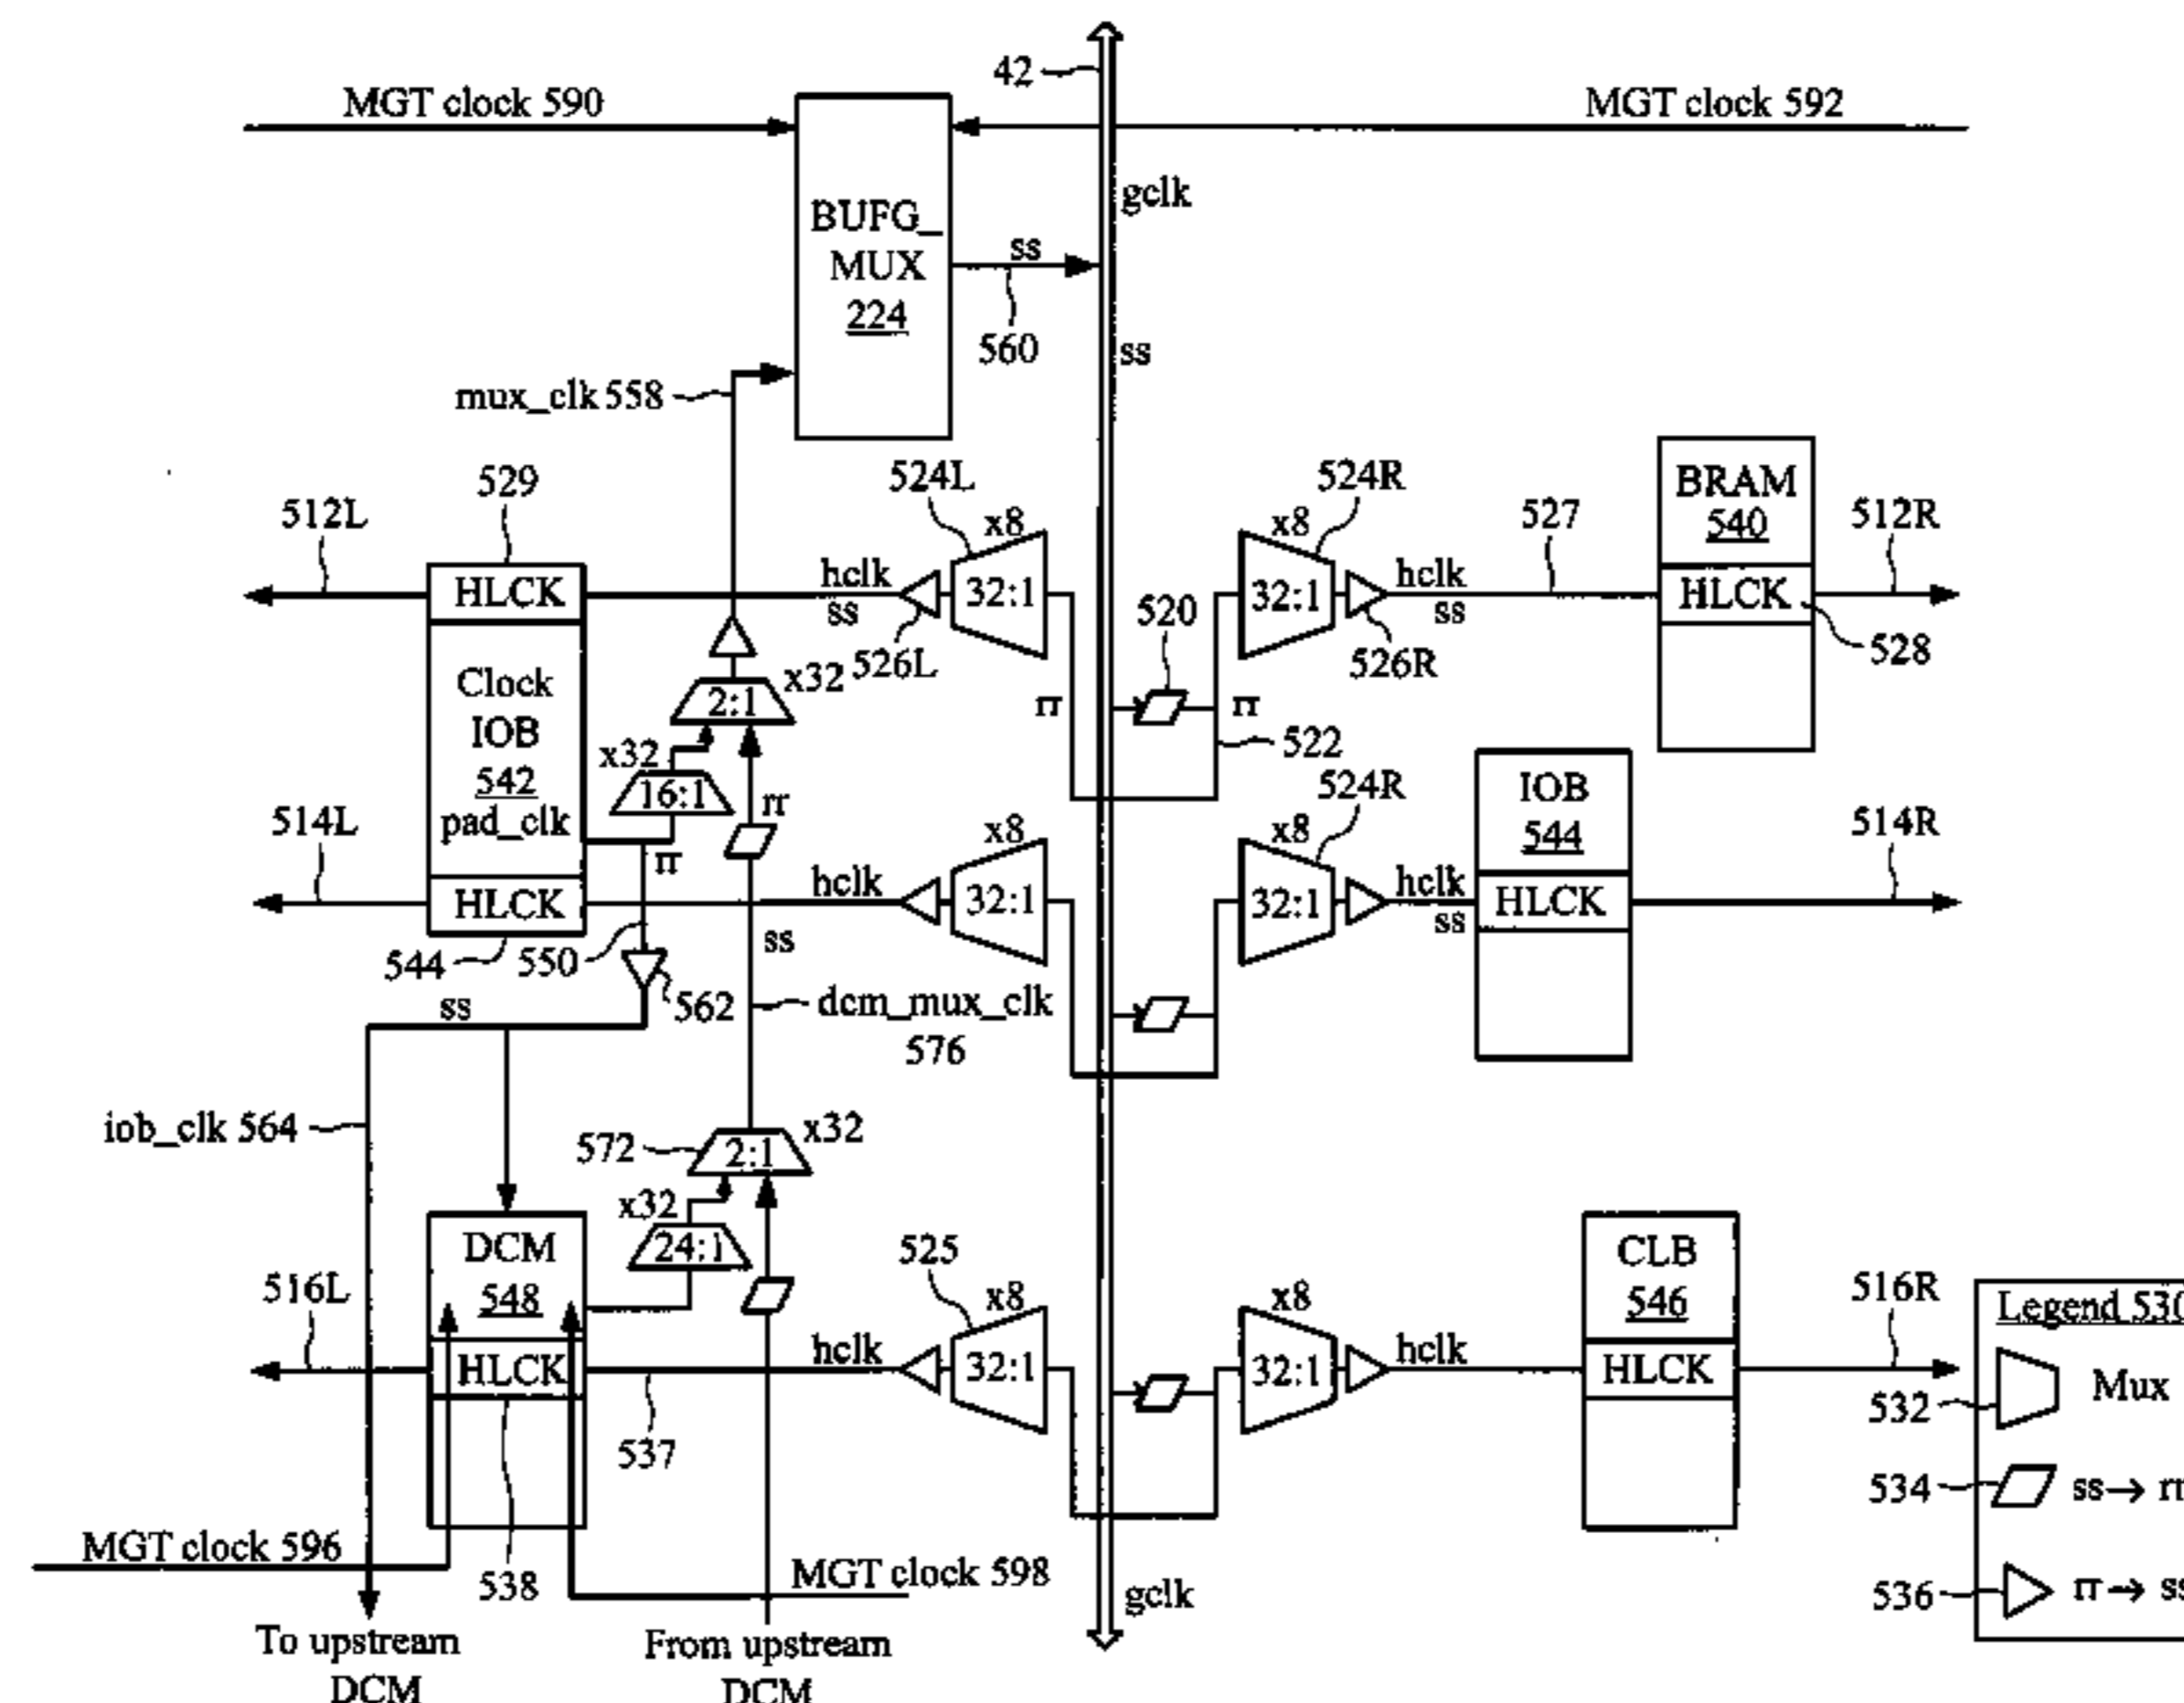 42
MGT clock 590
MGT clock 592
gclk
BUFG_
MUX
224
ss
560
ss
mux_clk 558
529
524L
524R
BRAM
540
512L
x8
x8
527
512R
HLCK
hclk
ss
32:1
32:1
hclk
ss
HLCK
528
526L
520
526R
Clock
IOB
542
pad_clk
2:1
x32
rr
rr
522
x32
16:1
rr
524R
IOB
544
514L
rr
x8
x8
514R
HLCK
hclk
32:1
32:1
hclk
ss
HLCK
544
550
ss
562
ss
dcm_mux_clk
576
iob_clk 564
572
2:1
x32
x32
24:1
DCM
548
525
CLB
546
516L
x8
x8
516R
HLCK
hclk
32:1
32:1
hclk
HLCK
537
Legend 530
532
Mux
534
ss→
536
rr→ ss
MGT clock 596
538
MGT clock 598
gclk
To upstream
DCM
From upstream
DCM